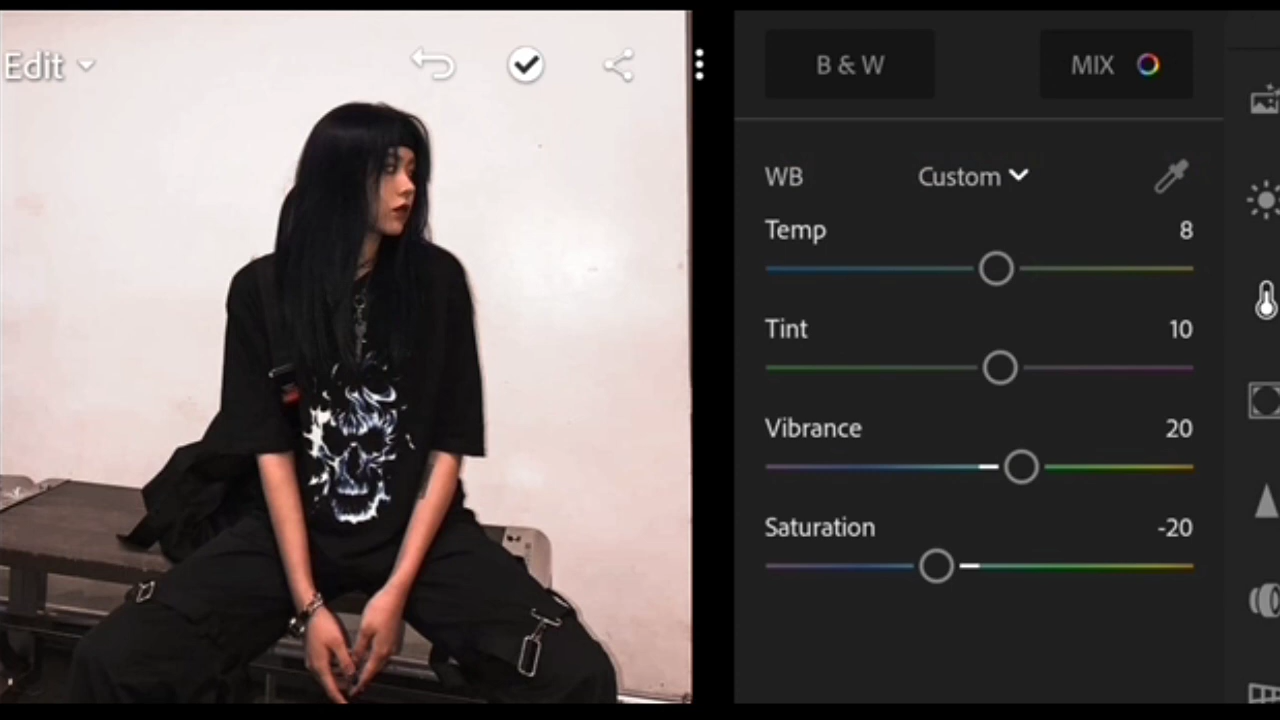 Edit
B & W
MIX
WB
Custom
Temp
8
Tint
10
Vibrance
20
Saturation
-20